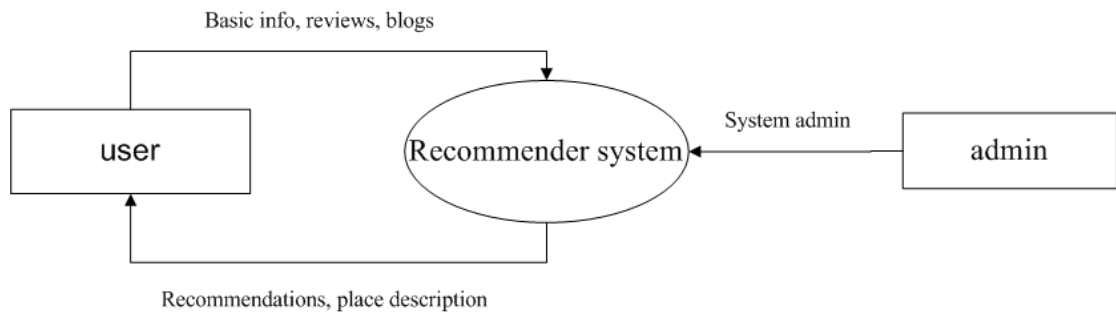 Basic info, reviews, blogs
user
Recommender system
System admin
admin
Recommendations, place description